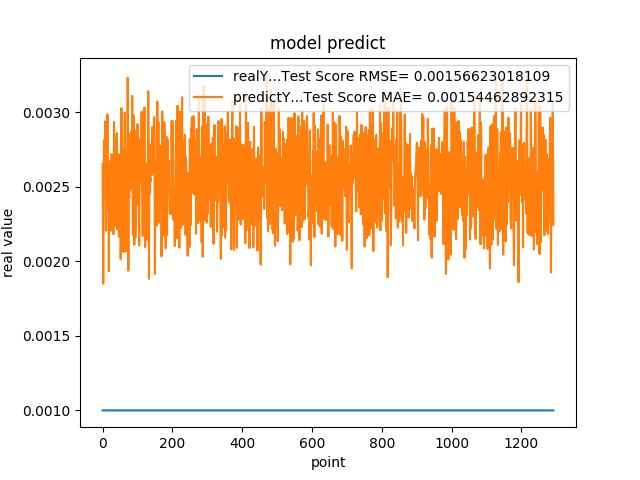 model predict
realY...Test Score RMSE= 0.00156623018109
predictY...Test Score MAE= 0.00154462892315
0.0030
0.0025
0.0020
0.0015
0.0010
real value
0 200 400 600 800 1000 1200
point